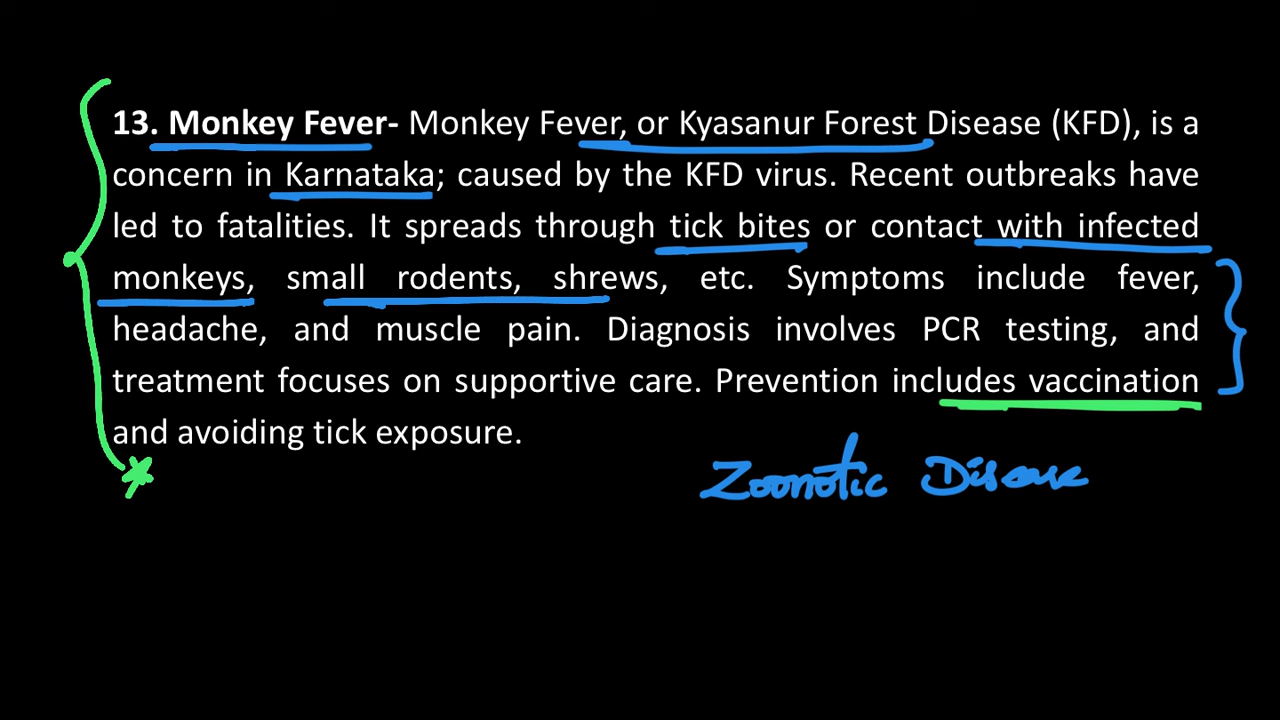 13. Monkey Fever- Monkey Fever, or Kyasanur Forest Disease (KFD), is a
concern in Karnataka; caused by the KFD virus. Recent outbreaks have
led to fatalities. It spreads through tick bites or contact with infected
monkeys, small rodents, shrews, etc. Symptoms include fever,
headache, and muscle pain. Diagnosis involves PCR testing, and
treatment focuses on supportive care. Prevention includes vaccination
and avoiding tick exposure.
Zoonotic Disease